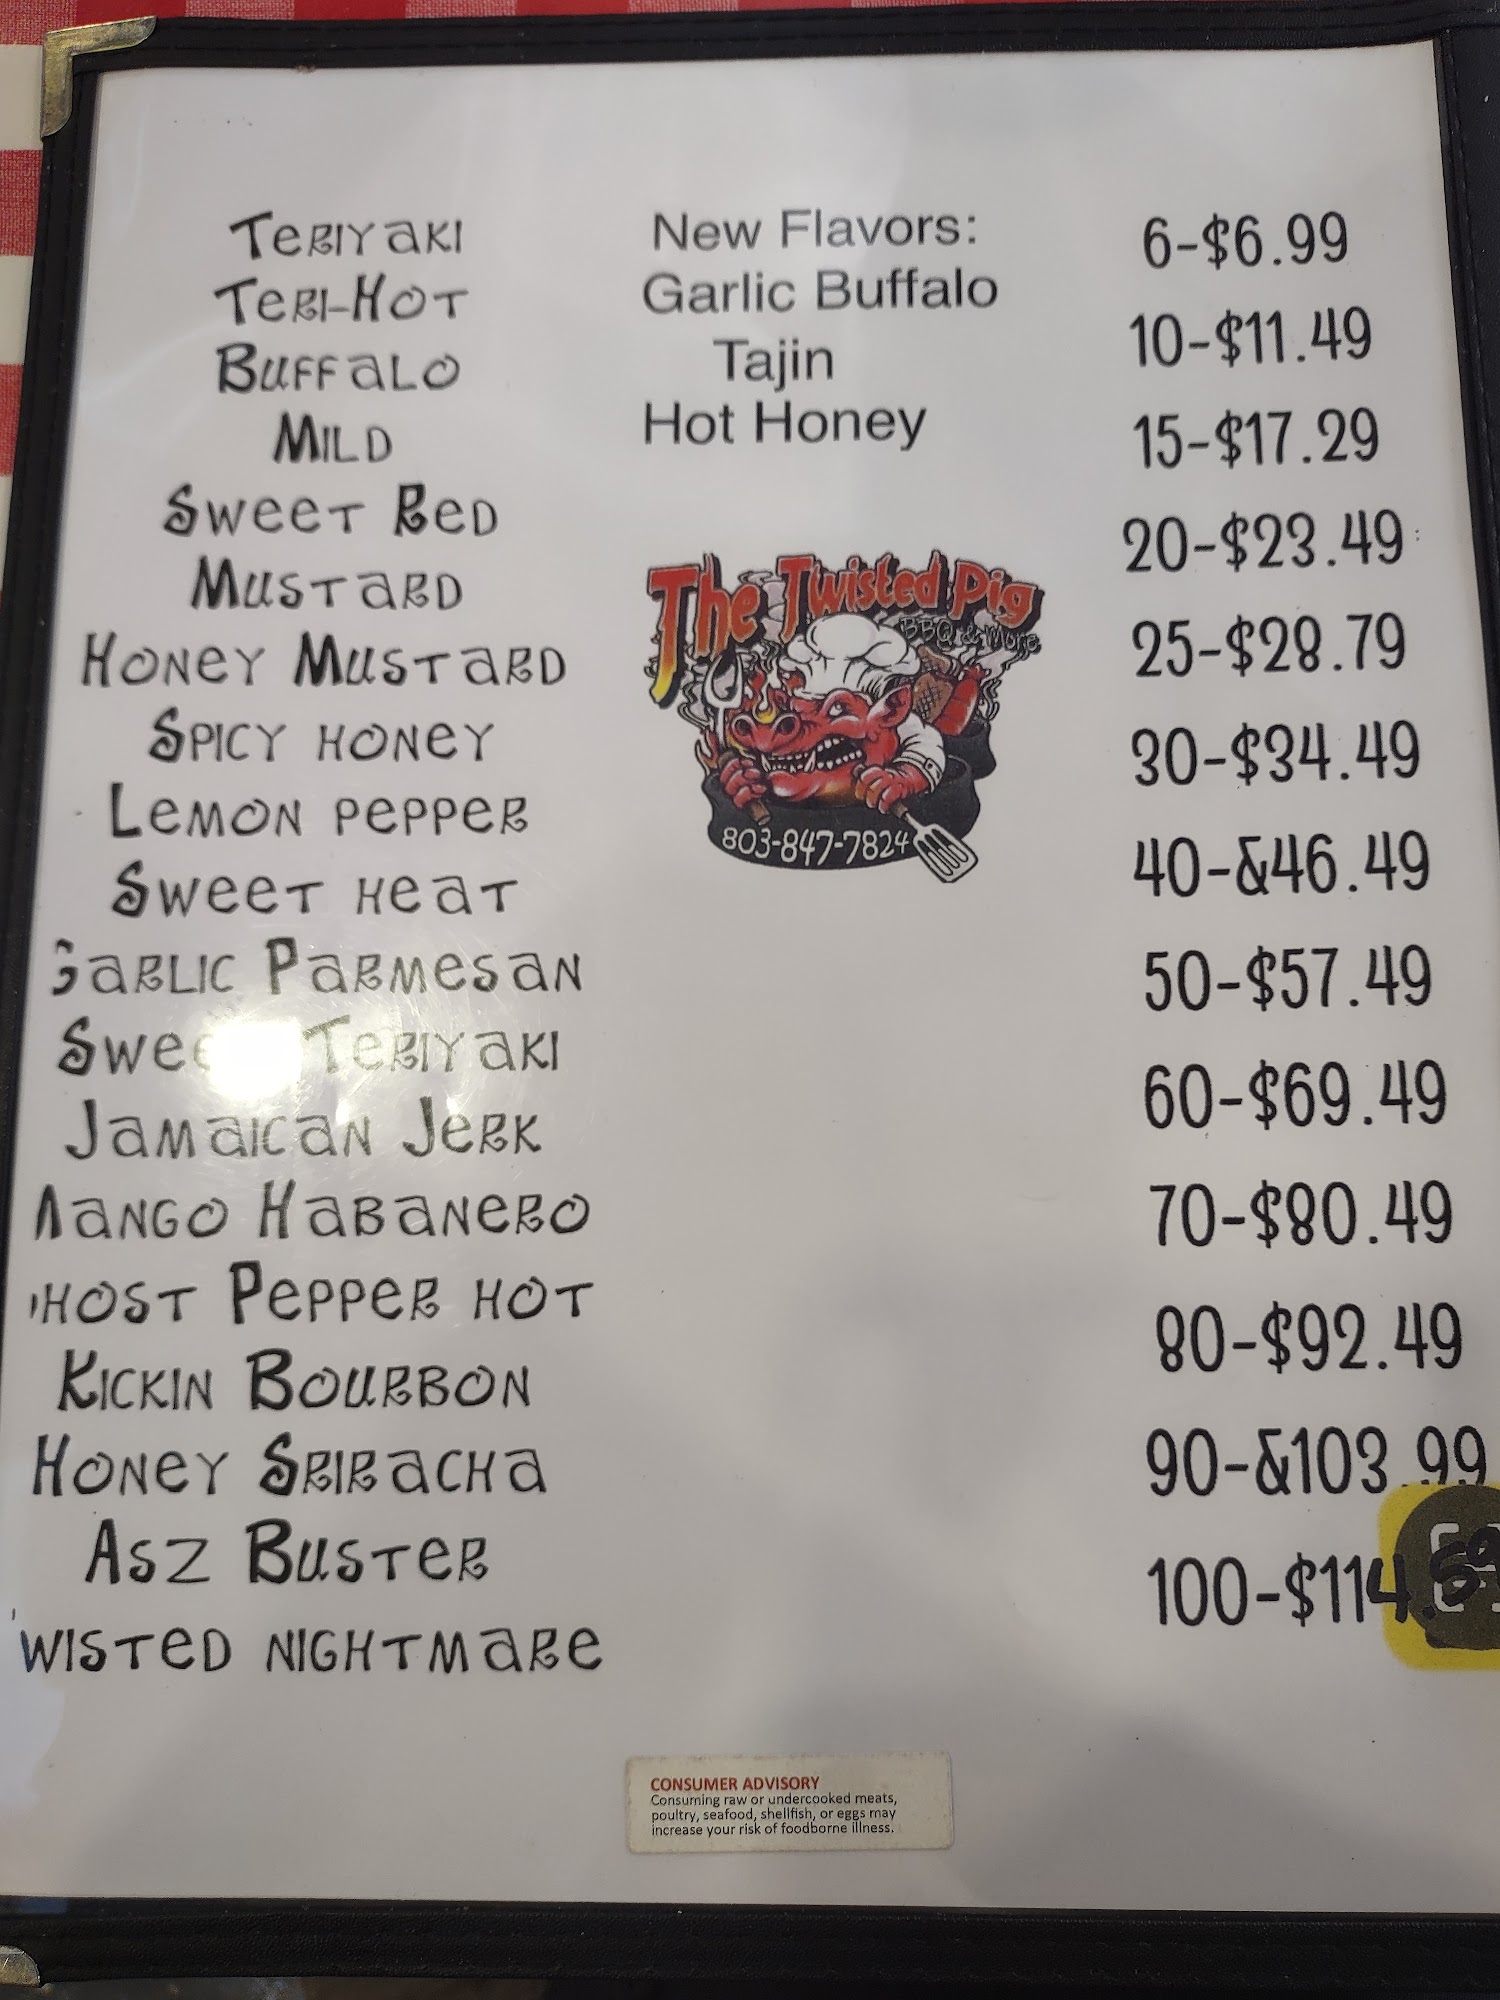 Teriyaki
Teri-Hot
Buffalo
Mild
Sweet Red
Mustard
Honey Mustard
Spicy honey
Lemon pepper
Sweet heat
Garlic Parmesan
Teriyaki
Jamaican Jerk
Mango Habanero
host Pepper hot
Kickin Bourbon
Honey Sriracha
Asz Buster
wisted nightmare
New Flavors:
Garlic Buffalo
Tajin
Hot Honey
The Twisted Pig
BBQ & More
803-847-7824
6-$6.99
10-$11.49
15-$17.29
20-$23.49
25-$28.79
30-$34.49
40-&46.49
50-$57.49
60-$69.49
70-$80.49
80-$92.49
90-&103.99
100-$114.
CONSUMER ADVISORY
Consuming raw or undercooked meats,
poultry, seafood, shellfish, or eggs may
increase your risk of foodborne illness.